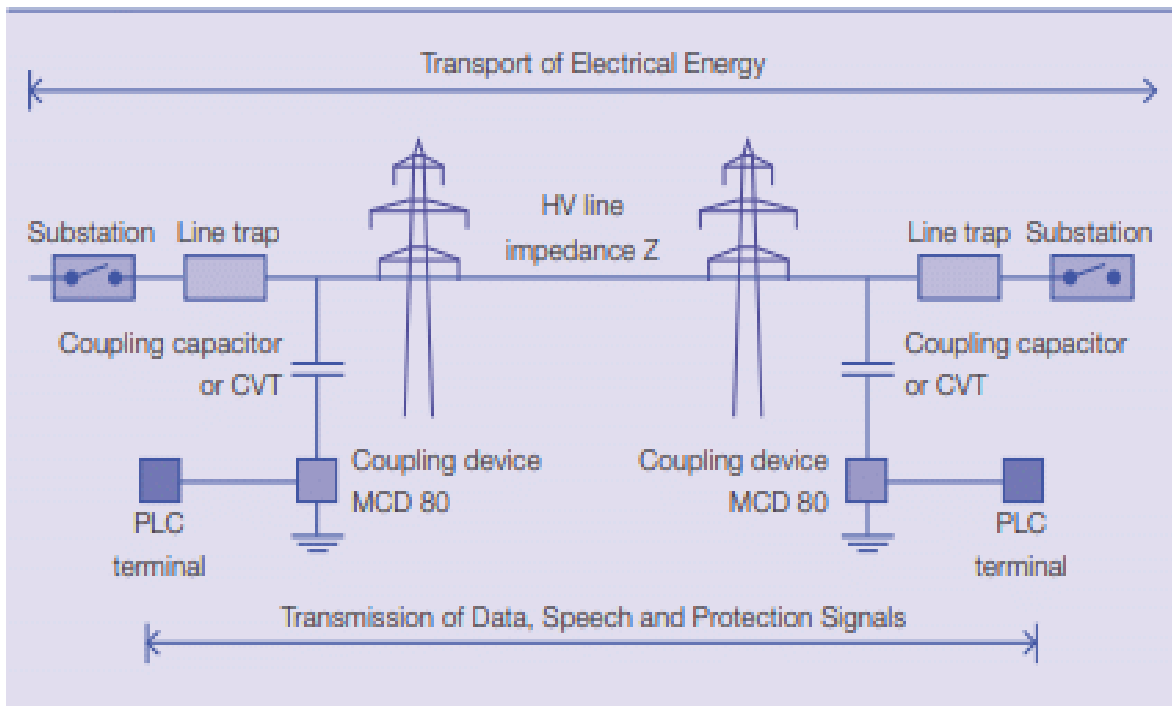 Transport of Electrical Energy
HV line
impedance Z
Substation
Line trap
Line trap
Substation
Coupling capacitor
or CVT
Coupling capacitor
or CVT
Coupling device
MCD 80
Coupling device
MCD 80
PLC
terminal
PLC
terminal
Transmission of Data, Speech and Protection Signals